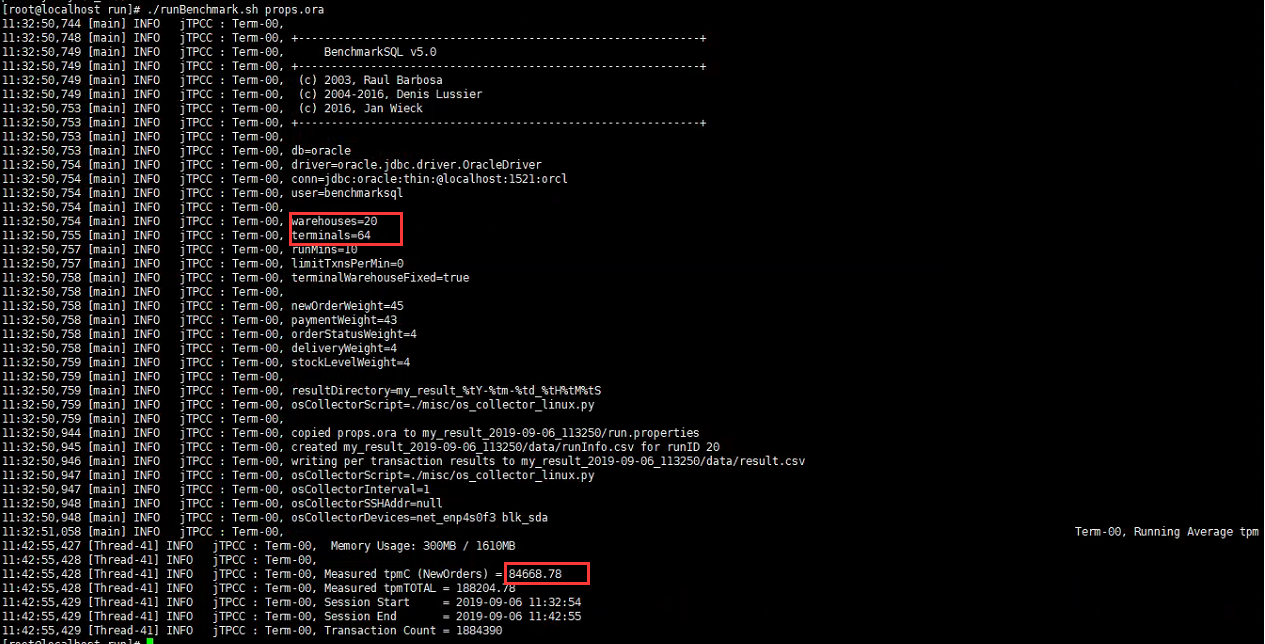 [root@localhost run]# ./runBenchmark.sh props.ora
11:32:50,744 [main] INFO   jTPCC : Term-00,
11:32:50,748 [main] INFO   jTPCC : Term-00, +-------------------------------------------------------------+
11:32:50,749 [main] INFO   jTPCC : Term-00,      BenchmarkSQL v5.0
11:32:50,749 [main] INFO   jTPCC : Term-00, +-------------------------------------------------------------+
11:32:50,749 [main] INFO   jTPCC : Term-00,  (c) 2003, Raul Barbosa
11:32:50,749 [main] INFO   jTPCC : Term-00,  (c) 2004-2016, Denis Lussier
11:32:50,753 [main] INFO   jTPCC : Term-00,  (c) 2016, Jan Wieck
11:32:50,753 [main] INFO   jTPCC : Term-00, +-------------------------------------------------------------+
11:32:50,753 [main] INFO   jTPCC : Term-00,
11:32:50,753 [main] INFO   jTPCC : Term-00, db=oracle
11:32:50,754 [main] INFO   jTPCC : Term-00, driver=oracle.jdbc.driver.OracleDriver
11:32:50,754 [main] INFO   jTPCC : Term-00, conn=jdbc:oracle:thin:@localhost:1521:orcl
11:32:50,754 [main] INFO   jTPCC : Term-00, user=benchmarksql
11:32:50,754 [main] INFO   jTPCC : Term-00,
11:32:50,754 [main] INFO   jTPCC : Term-00, warehouses=20
11:32:50,755 [main] INFO   jTPCC : Term-00, terminals=64
11:32:50,757 [main] INFO   jTPCC : Term-00, runMins=10
11:32:50,757 [main] INFO   jTPCC : Term-00, limitTxnsPerMin=0
11:32:50,758 [main] INFO   jTPCC : Term-00, terminalWarehouseFixed=true
11:32:50,758 [main] INFO   jTPCC : Term-00,
11:32:50,758 [main] INFO   jTPCC : Term-00, newOrderWeight=45
11:32:50,758 [main] INFO   jTPCC : Term-00, paymentWeight=43
11:32:50,758 [main] INFO   jTPCC : Term-00, orderStatusWeight=4
11:32:50,758 [main] INFO   jTPCC : Term-00, deliveryWeight=4
11:32:50,759 [main] INFO   jTPCC : Term-00, stockLevelWeight=4
11:32:50,759 [main] INFO   jTPCC : Term-00,
11:32:50,759 [main] INFO   jTPCC : Term-00, resultDirectory=my_result_%tY-%tm-%td_%tH%tM%tS
11:32:50,759 [main] INFO   jTPCC : Term-00, osCollectorScript=./misc/os_collector_linux.py
11:32:50,759 [main] INFO   jTPCC : Term-00,
11:32:50,944 [main] INFO   jTPCC : Term-00, copied props.ora to my_result_2019-09-06_113250/run.properties
11:32:50,945 [main] INFO   jTPCC : Term-00, created my_result_2019-09-06_113250/data/runInfo.csv for runID 20
11:32:50,946 [main] INFO   jTPCC : Term-00, writing per transaction results to my_result_2019-09-06_113250/data/result.csv
11:32:50,947 [main] INFO   jTPCC : Term-00, osCollectorScript=./misc/os_collector_linux.py
11:32:50,947 [main] INFO   jTPCC : Term-00, osCollectorInterval=1
11:32:50,948 [main] INFO   jTPCC : Term-00, osCollectorSSHAddr=null
11:32:50,948 [main] INFO   jTPCC : Term-00, osCollectorDevices=net_enp4s0f3 blk_sda
11:32:51,058 [main] INFO   jTPCC : Term-00, Term-00, Running Average tpm
11:42:55,427 [Thread-41] INFO   jTPCC : Term-00,  Memory Usage: 300MB / 1610MB
11:42:55,428 [Thread-41] INFO   jTPCC : Term-00,
11:42:55,428 [Thread-41] INFO   jTPCC : Term-00, Measured tpmC (NewOrders) = 84668.78
11:42:55,428 [Thread-41] INFO   jTPCC : Term-00, Measured tpmTOTAL = 188204.78
11:42:55,429 [Thread-41] INFO   jTPCC : Term-00, Session Start     = 2019-09-06 11:32:54
11:42:55,429 [Thread-41] INFO   jTPCC : Term-00, Session End       = 2019-09-06 11:42:55
11:42:55,429 [Thread-41] INFO   jTPCC : Term-00, Transaction Count = 1884390
[root@localhost run]#